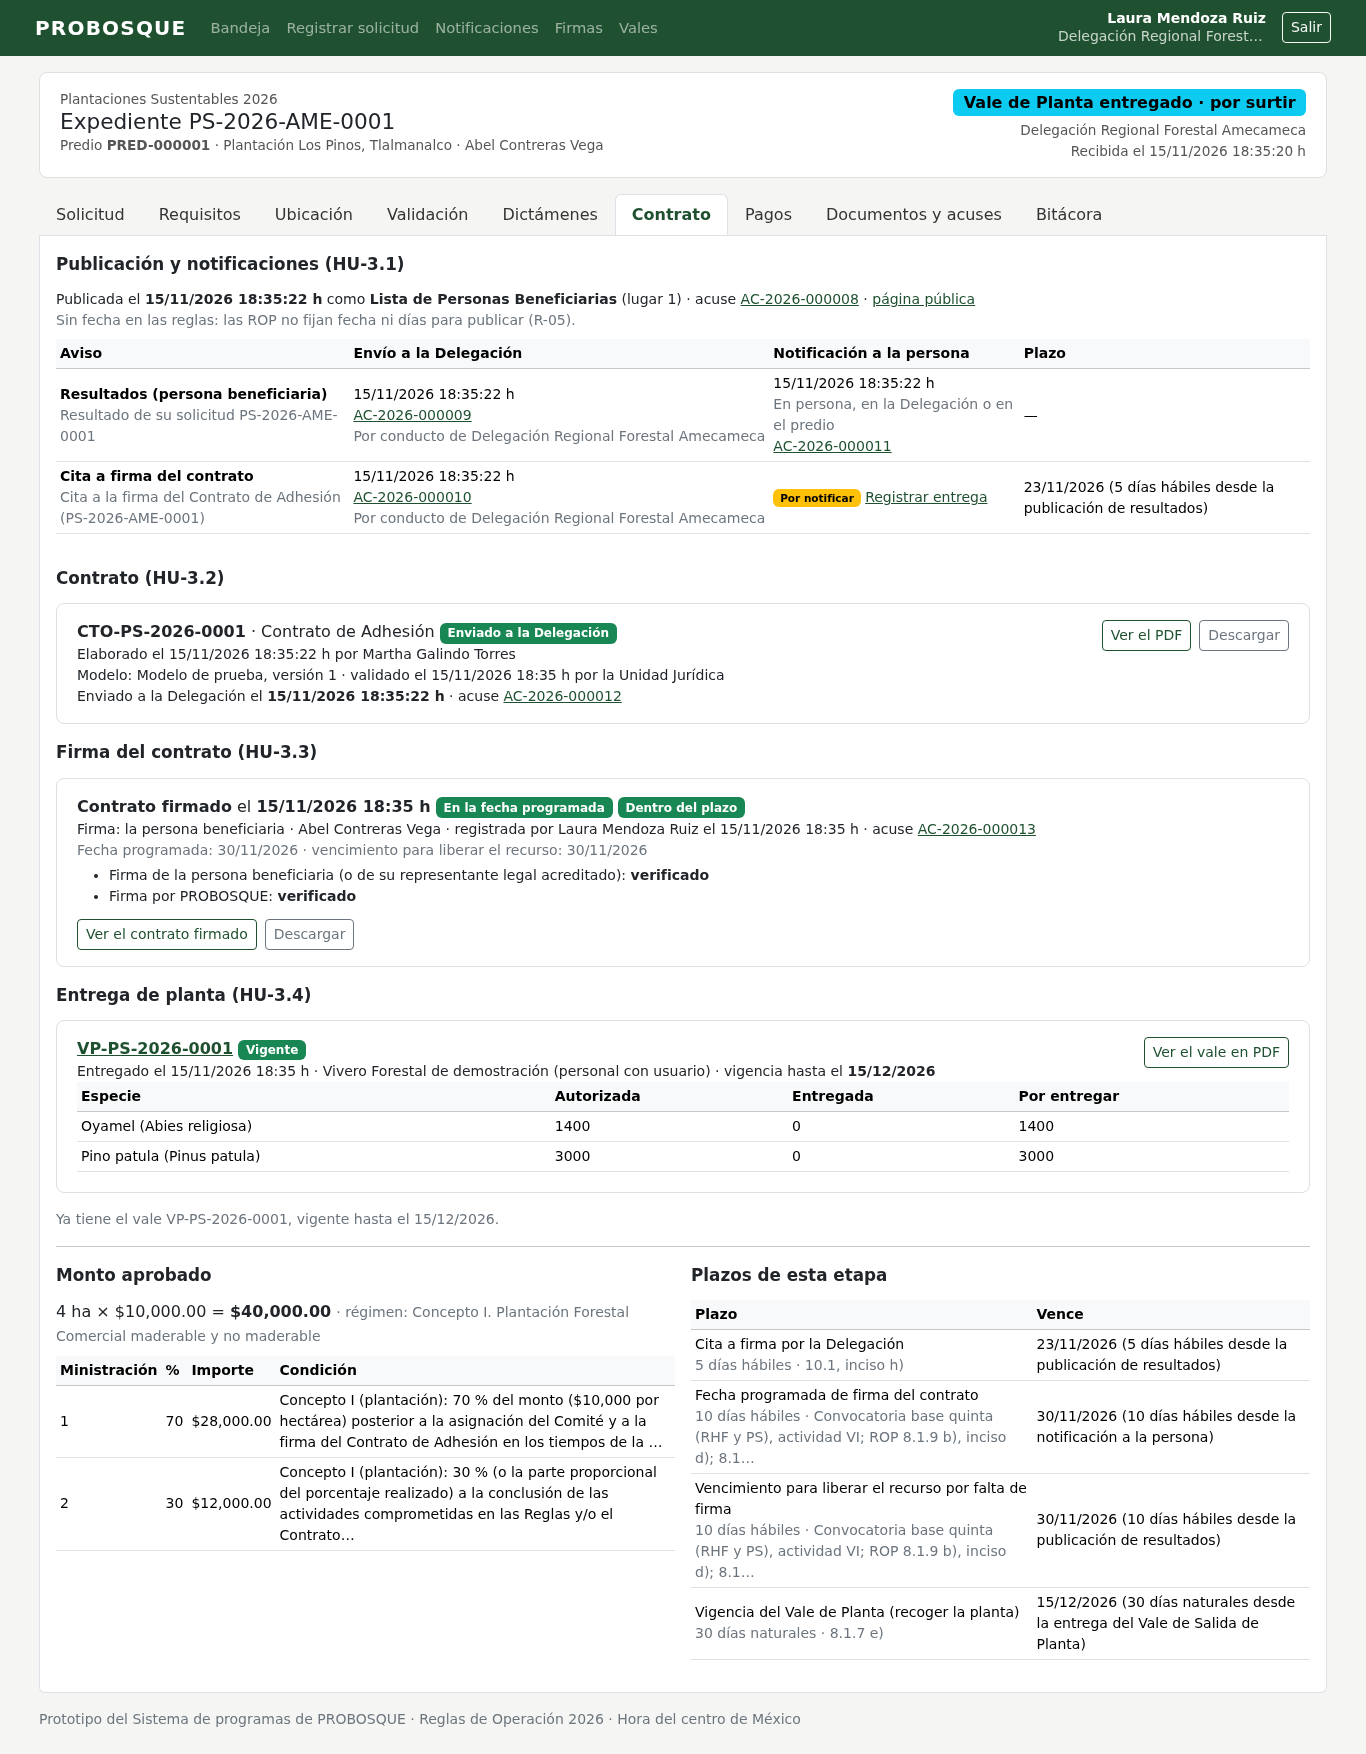 PROBOSQUE Bandeja Registrar solicitud Notificaciones Firmas Vales
Laura Mendoza Ruiz
Delegación Regional Forest…
Salir
Plantaciones Sustentables 2026
Expediente PS-2026-AME-0001
Predio PRED-000001 · Plantación Los Pinos, Tlalmanalco · Abel Contreras Vega
Vale de Planta entregado · por surtir
Delegación Regional Forestal Amecameca
Recibida el 15/11/2026 18:35:20 h
Solicitud Requisitos Ubicación Validación Dictámenes Contrato Pagos Documentos y acuses Bitácora
Publicación y notificaciones (HU-3.1)
Publicada el 15/11/2026 18:35:22 h como Lista de Personas Beneficiarias (lugar 1) · acuse AC-2026-000008 · página pública
Sin fecha en las reglas: las ROP no fijan fecha ni días para publicar (R-05).
Aviso Envío a la Delegación Notificación a la persona Plazo
Resultados (persona beneficiaria)
Resultado de su solicitud PS-2026-AME-
0001
15/11/2026 18:35:22 h
AC-2026-000009
Por conducto de Delegación Regional Forestal Amecameca
15/11/2026 18:35:22 h
En persona, en la Delegación o en
el predio
AC-2026-000011
—
Cita a firma del contrato
Cita a la firma del Contrato de Adhesión
(PS-2026-AME-0001)
15/11/2026 18:35:22 h
AC-2026-000010
Por conducto de Delegación Regional Forestal Amecameca
Por notificar Registrar entrega
23/11/2026 (5 días hábiles desde la
publicación de resultados)
Contrato (HU-3.2)
CTO-PS-2026-0001 · Contrato de Adhesión Enviado a la Delegación
Elaborado el 15/11/2026 18:35:22 h por Martha Galindo Torres
Modelo: Modelo de prueba, versión 1 · validado el 15/11/2026 18:35 h por la Unidad Jurídica
Enviado a la Delegación el 15/11/2026 18:35:22 h · acuse AC-2026-000012
Ver el PDF Descargar
Firma del contrato (HU-3.3)
Contrato firmado el 15/11/2026 18:35 h En la fecha programada Dentro del plazo
Firma: la persona beneficiaria · Abel Contreras Vega · registrada por Laura Mendoza Ruiz el 15/11/2026 18:35 h · acuse AC-2026-000013
Fecha programada: 30/11/2026 · vencimiento para liberar el recurso: 30/11/2026
• Firma de la persona beneficiaria (o de su representante legal acreditado): verificado
• Firma por PROBOSQUE: verificado
Ver el contrato firmado Descargar
Entrega de planta (HU-3.4)
VP-PS-2026-0001 Vigente
Entregado el 15/11/2026 18:35 h · Vivero Forestal de demostración (personal con usuario) · vigencia hasta el 15/12/2026
Ver el vale en PDF
Especie Autorizada Entregada Por entregar
Oyamel (Abies religiosa) 1400 0 1400
Pino patula (Pinus patula) 3000 0 3000
Ya tiene el vale VP-PS-2026-0001, vigente hasta el 15/12/2026.
Monto aprobado
4 ha × $10,000.00 = $40,000.00 · régimen: Concepto I. Plantación Forestal
Comercial maderable y no maderable
Ministración % Importe Condición
1 70 $28,000.00
Concepto I (plantación): 70 % del monto ($10,000 por
hectárea) posterior a la asignación del Comité y a la
firma del Contrato de Adhesión en los tiempos de la …
2 30 $12,000.00
Concepto I (plantación): 30 % (o la parte proporcional
del porcentaje realizado) a la conclusión de las
actividades comprometidas en las Reglas y/o el
Contrato…
Plazos de esta etapa
Plazo Vence
Cita a firma por la Delegación
5 días hábiles · 10.1, inciso h)
23/11/2026 (5 días hábiles desde la
publicación de resultados)
Fecha programada de firma del contrato
10 días hábiles · Convocatoria base quinta
(RHF y PS), actividad VI; ROP 8.1.9 b), inciso
d); 8.1…
30/11/2026 (10 días hábiles desde la
notificación a la persona)
Vencimiento para liberar el recurso por falta de
firma
10 días hábiles · Convocatoria base quinta
(RHF y PS), actividad VI; ROP 8.1.9 b), inciso
d); 8.1…
30/11/2026 (10 días hábiles desde la
publicación de resultados)
Vigencia del Vale de Planta (recoger la planta)
30 días naturales · 8.1.7 e)
15/12/2026 (30 días naturales desde
la entrega del Vale de Salida de
Planta)
Prototipo del Sistema de programas de PROBOSQUE · Reglas de Operación 2026 · Hora del centro de México